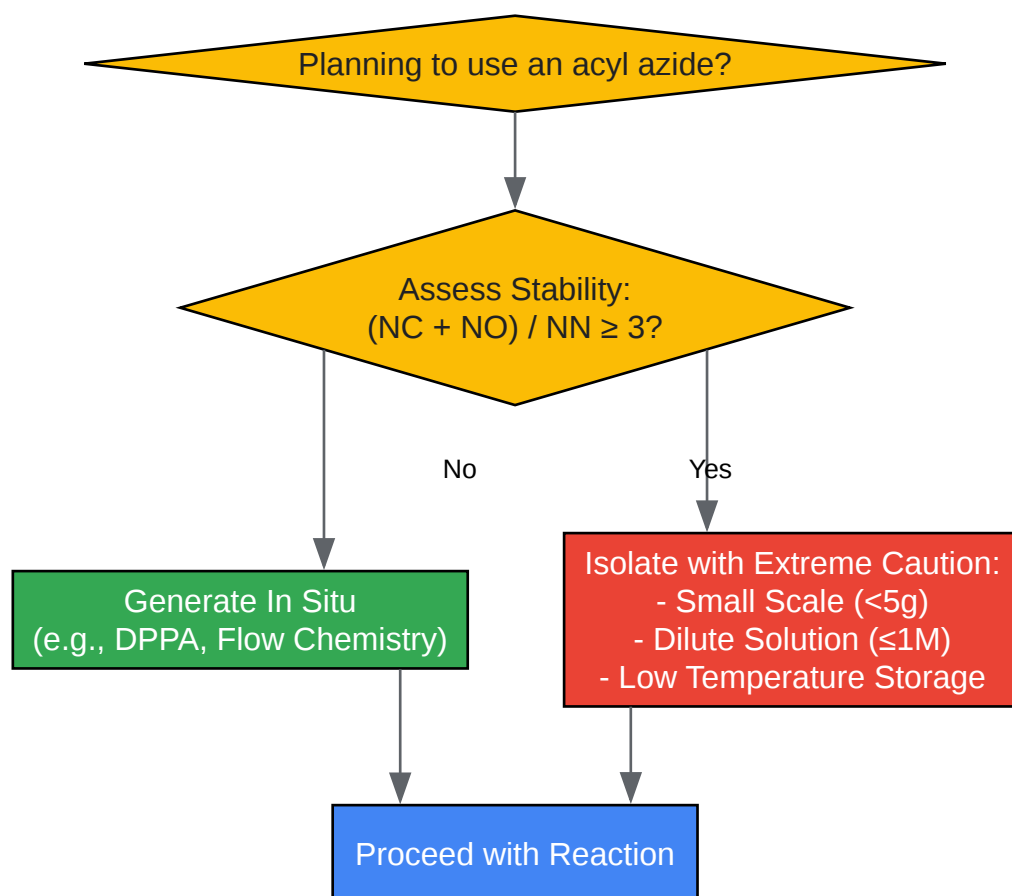 Planning to use an acyl azide?
Assess Stability:
(NC + NO) / NN ≥ 3?
No
Yes
Generate In Situ
(e.g., DPPA, Flow Chemistry)
Isolate with Extreme Caution:
- Small Scale (<5g)
- Dilute Solution (≤1M)
- Low Temperature Storage
Proceed with Reaction